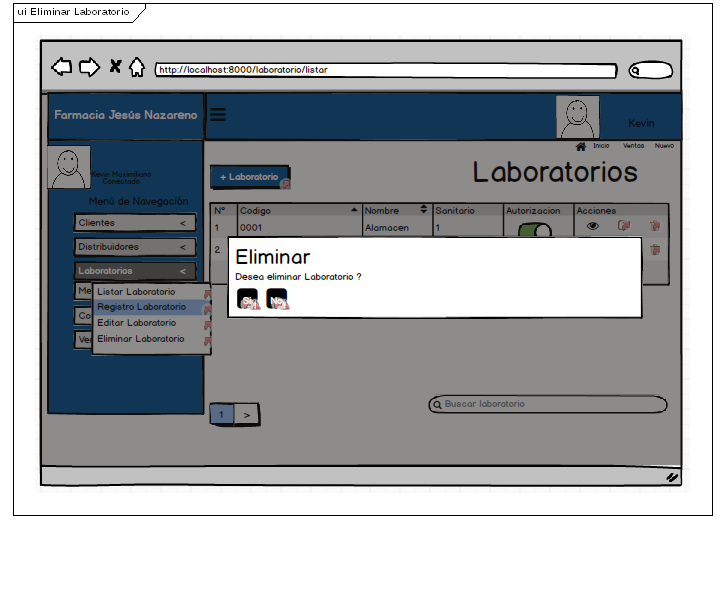 ui Eliminar Laboratorio
http://localhost:8000/laboratorio/listar
Farmacia Jesús Nazareno
Kevin
Inicio Ventas Nuevo
Kevin Maximiliano
Conectado
+ Laboratorio
Laboratorios
Menú de Navegación
Nº Codigo Nombre Sanitario Autorizacion Acciones
Clientes <
1 0001 Alamacen 1
Distribuidores <
2
Eliminar
Desea eliminar Laboratorio ?
Laboratorios <
Me
Listar Laboratorio
Registro Laboratorio
Si No
Co
Editar Laboratorio
Ve
Eliminar Laboratorio
Buscar laboratorio
1 >